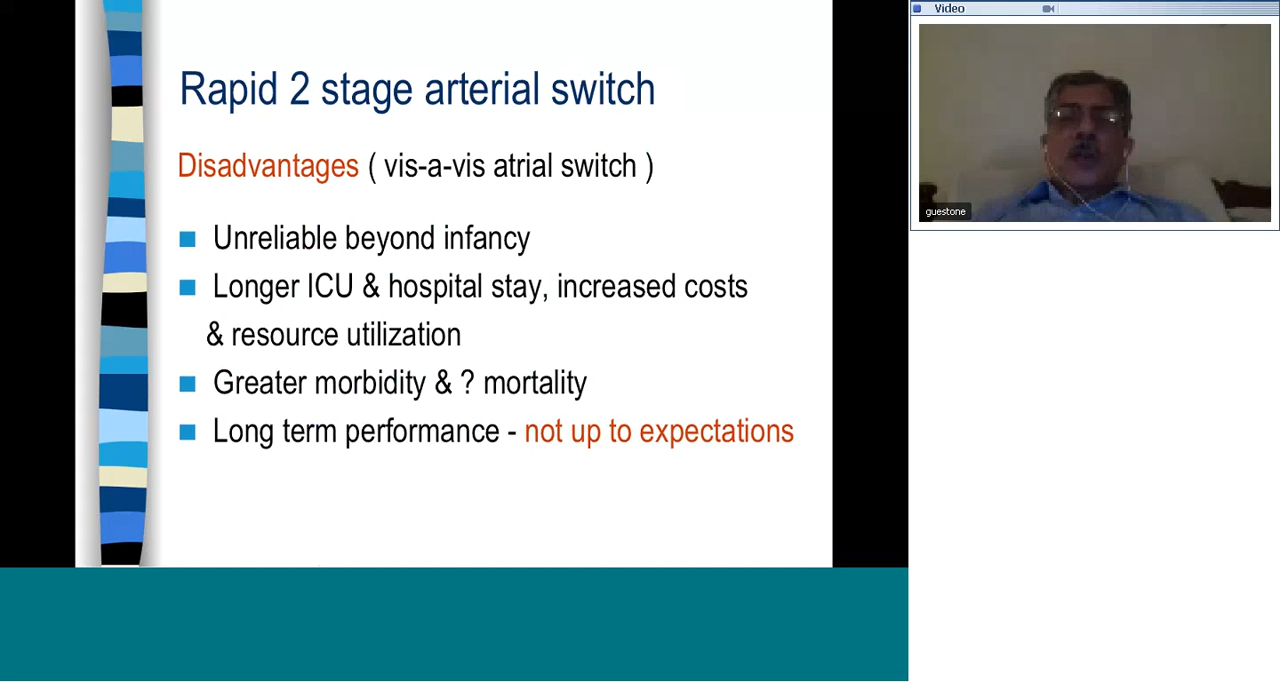 Video
Rapid 2 stage arterial switch
Disadvantages ( vis-a-vis atrial switch )
Unreliable beyond infancy
Longer ICU & hospital stay, increased costs
& resource utilization
Greater morbidity & ? mortality
Long term performance - not up to expectations
guestone